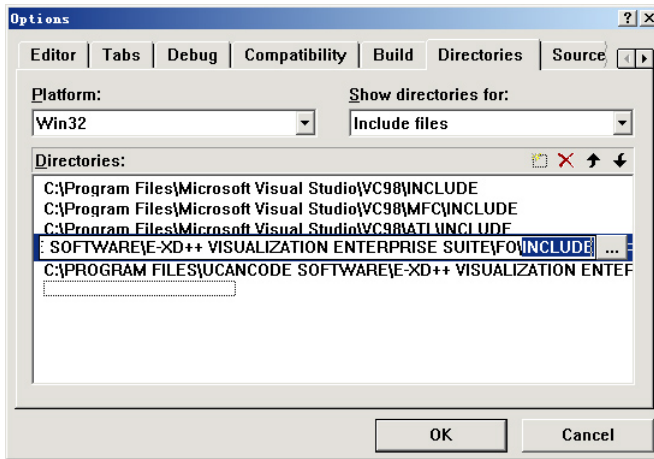 Options
Editor Tabs Debug Compatibility Build Directories Source
Platform: Show directories for:
Win32 Include files
Directories:
C:\Program Files\Microsoft Visual Studio\VC98\INCLUDE
C:\Program Files\Microsoft Visual Studio\VC98\MFC\INCLUDE
C:\Program Files\Microsoft Visual Studio\VC98\ATL\INCLUDE
SOFTWARE\E-XD++ VISUALIZATION ENTERPRISE SUITE\FO\INCLUDE ...
C:\PROGRAM FILES\UCANCODE SOFTWARE\E-XD++ VISUALIZATION ENTEF
OK Cancel